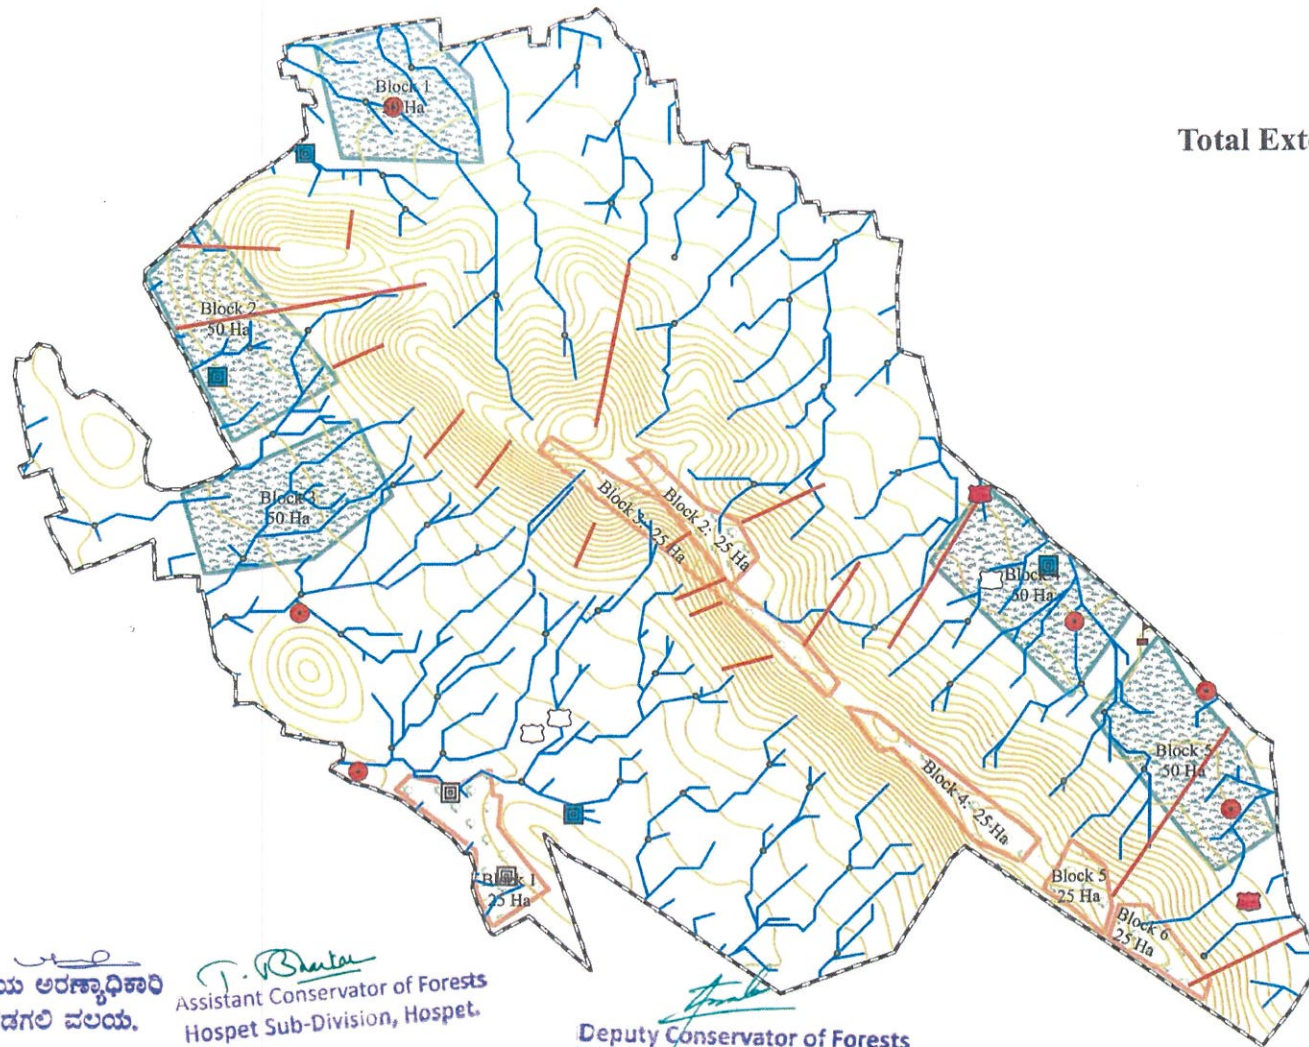 Block 1
50 Ha
Total Exte
Block 2
50 Ha
Block 3
50 Ha
Block 3: 25 Ha
Block 2: 25 Ha
Block 4
50 Ha
Block 5
50 Ha
Block 4: 25 Ha
Block 1
25 Ha
Block 5
25 Ha
Block 6
25 Ha
ಯ ಅರಣ್ಯಾಧಿಕಾರಿ
ಡಗಲಿ ವಲಯ.
Assistant Conservator of Forests
Hospet Sub-Division, Hospet.
Deputy Conservator of Forests